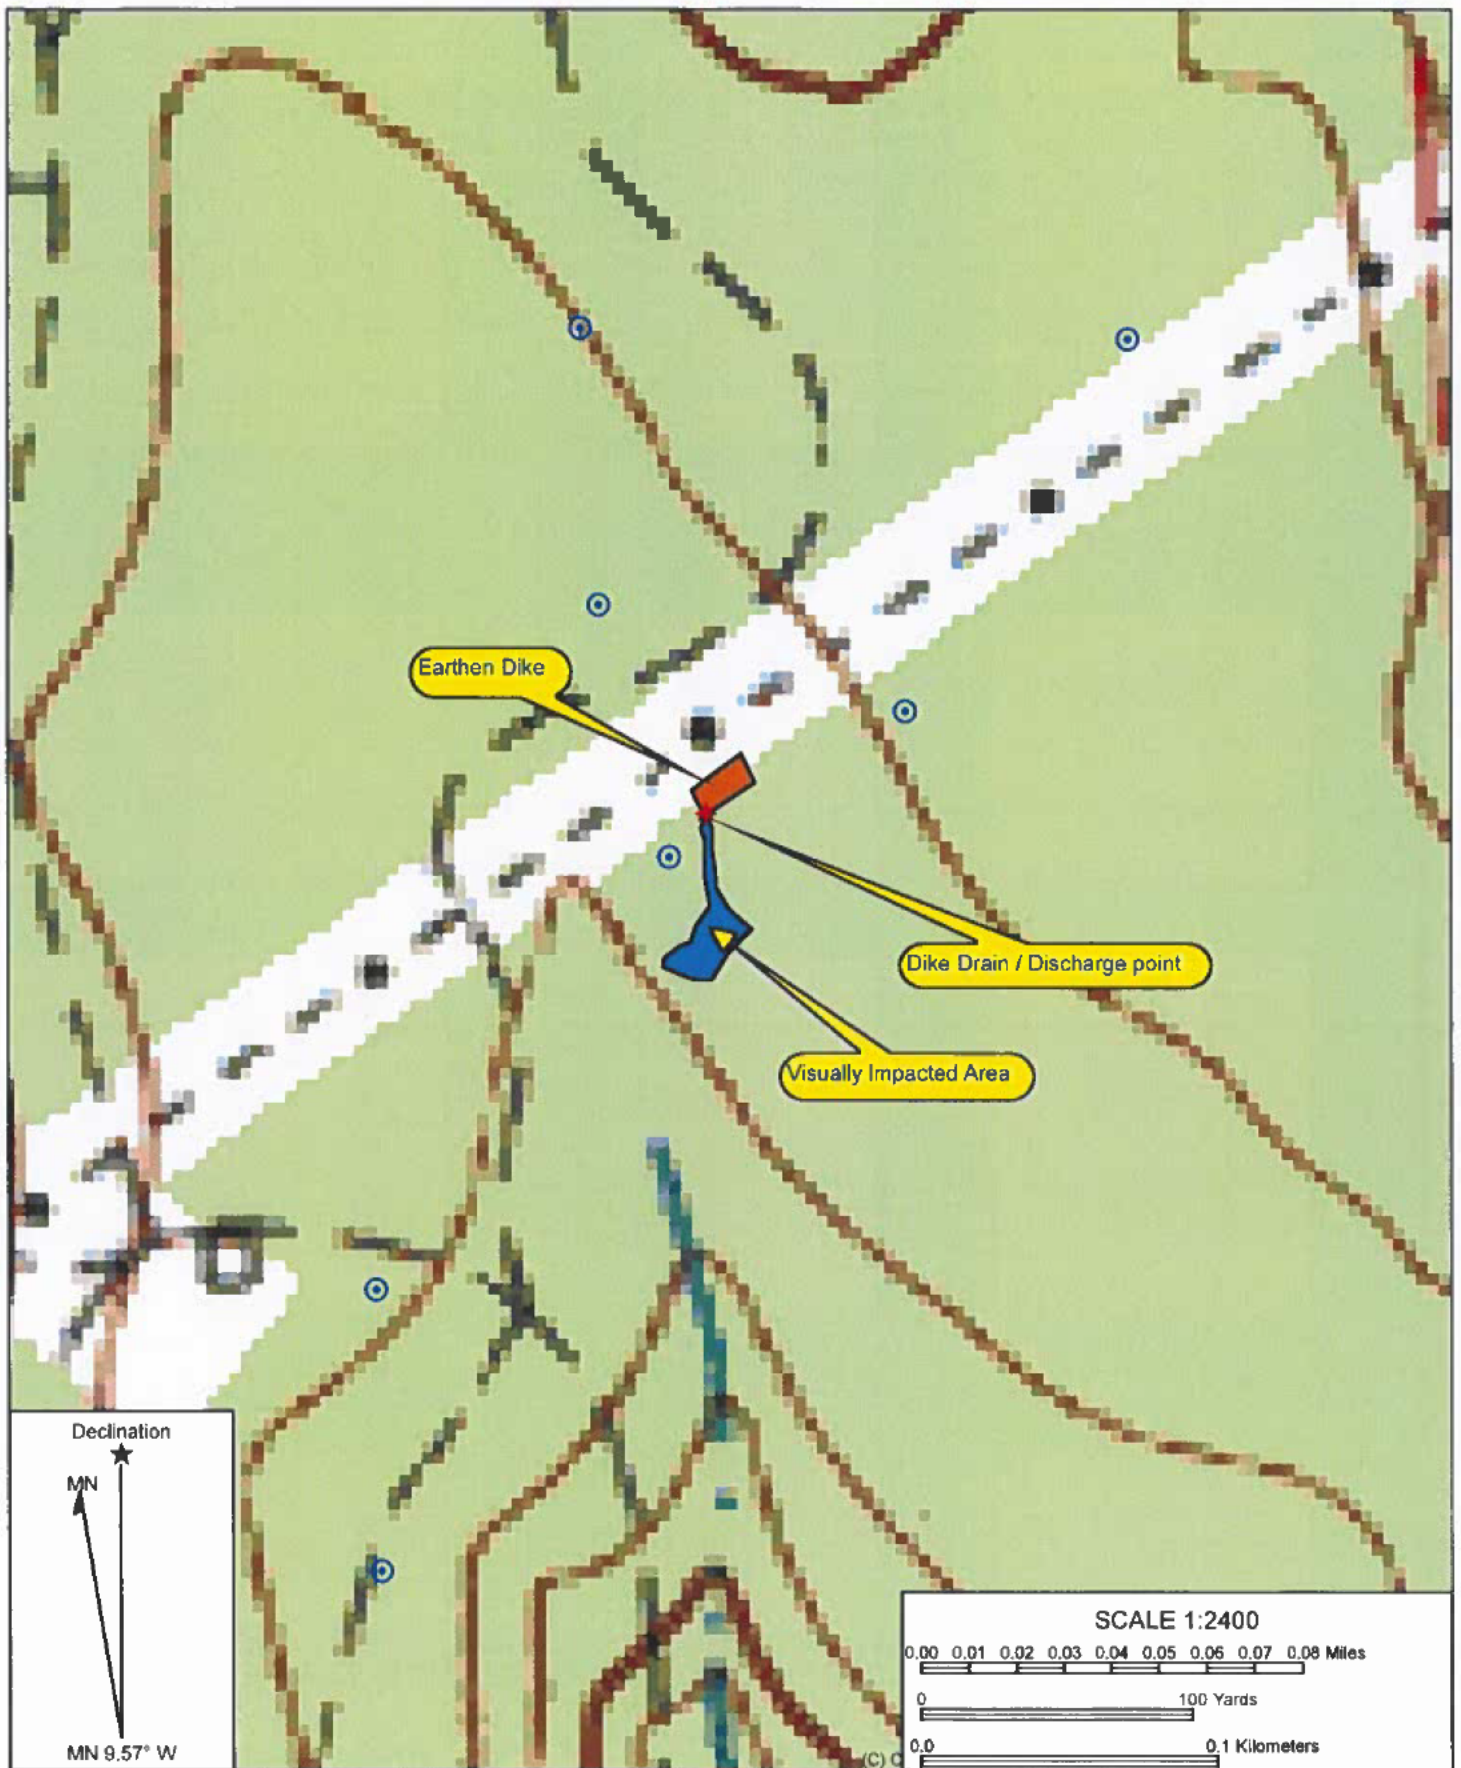 Earthen Dike
Dike Drain / Discharge point
Visually Impacted Area
Declination
MN
MN 9.57° W
SCALE 1:2400
0.00 0.01 0.02 0.03 0.04 0.05 0.06 0.07 0.08 Miles
0 100 Yards
0.0 0.1 Kilometers
(C)